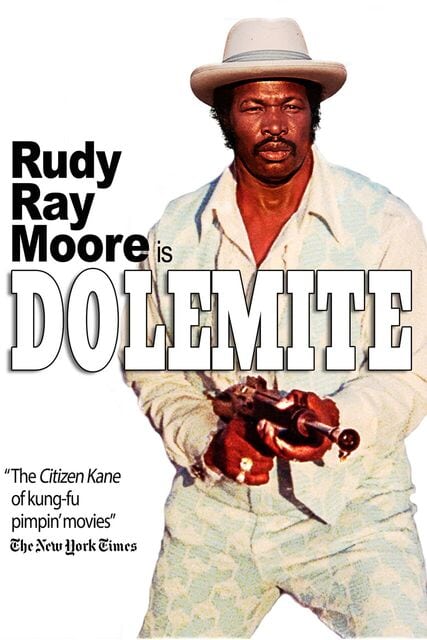 Rudy
Ray
Moore is
DOLEMITE
“The Citizen Kane
of kung-fu
pimpin’ movies”
The New York Times